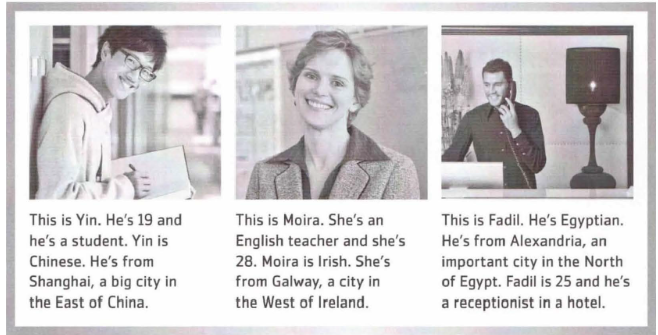 This is Yin. He's 19 and
he's a student. Yin is
Chinese. He's from
Shanghai, a big city in
the East of China.
This is Moira. She's an
English teacher and she's
28. Moira is Irish. She's
from Galway, a city in
the West of Ireland.
This is Fadil. He's Egyptian.
He's from Alexandria, an
important city in the North
of Egypt. Fadil is 25 and he's
a receptionist in a hotel.